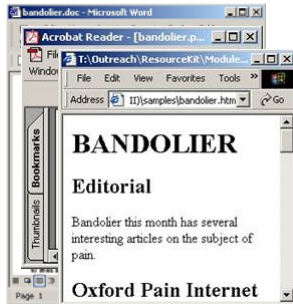 bandolier.doc - Microsoft Word
Acrobat Reader - [bandolier.p...
Window
T:\Outreach\ResourceKit\Module...
File Edit View Favorites Tools »
Address II)\samples\bandolier.htm Go
Bookmarks
Thumbnails
BANDOLIER
Editorial
Bandolier this month has several
interesting articles on the subject of
pain.
Oxford Pain Internet
Page 1